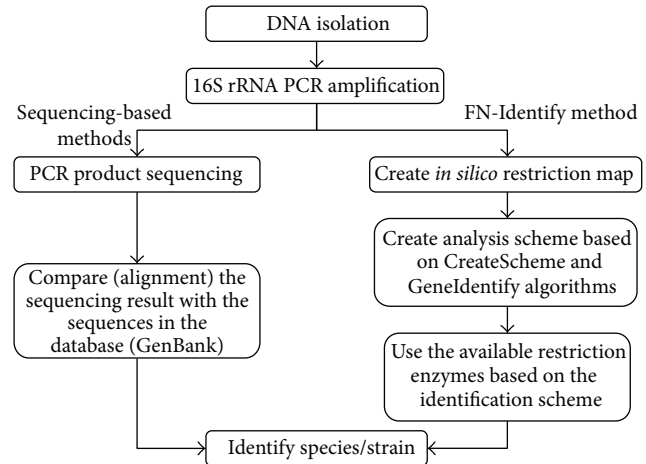 DNA isolation
16S rRNA PCR amplification
Sequencing-based
methods
FN-Identify method
PCR product sequencing
Create in silico restriction map
Compare (alignment) the
sequencing result with the
sequences in the
database (GenBank)
Create analysis scheme based
on CreateScheme and
GeneIdentify algorithms
Use the available restriction
enzymes based on the
identification scheme
Identify species/strain